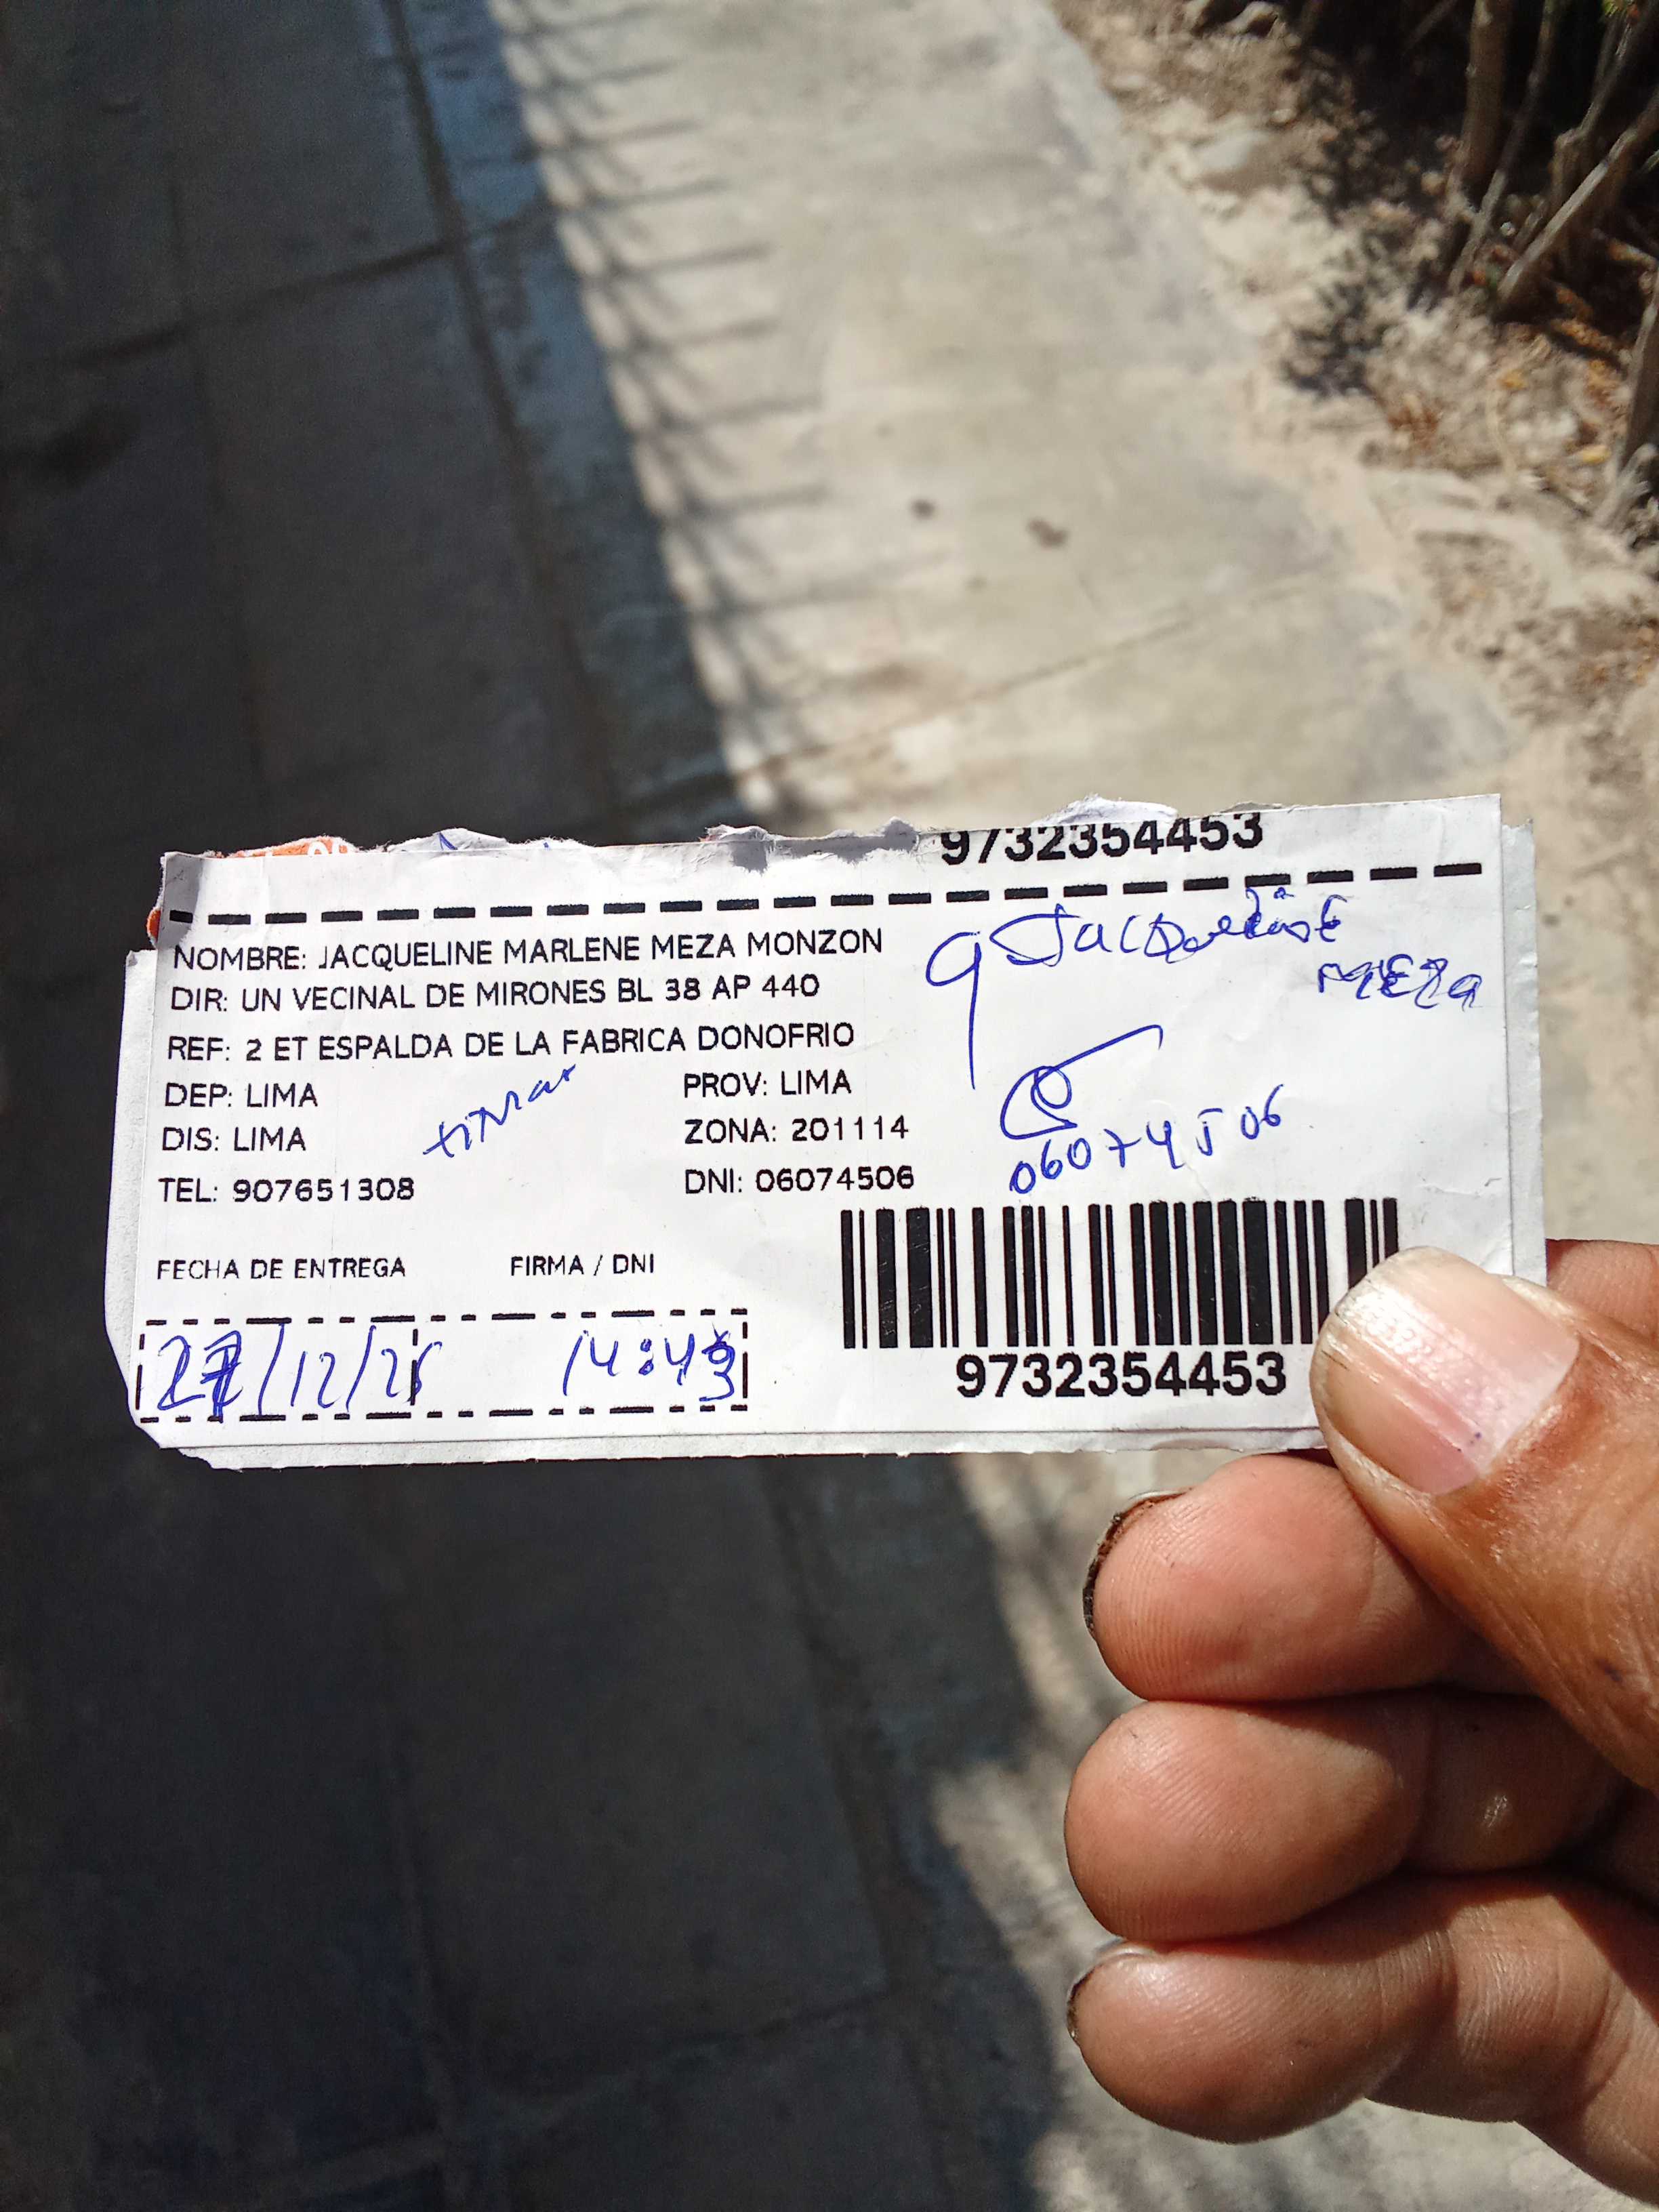 9732354453
NOMBRE: JACQUELINE MARLENE MEZA MONZON
DIR: UN VECINAL DE MIRONES BL 38 AP 440
REF: 2 ET ESPALDA DE LA FABRICA DONOFRIO
DEP: LIMA PROV: LIMA
DIS: LIMA ZONA: 201114
TEL: 907651308 DNI: 06074506
MEZA
06074506
FECHA DE ENTREGA FIRMA / DNI
9732354453